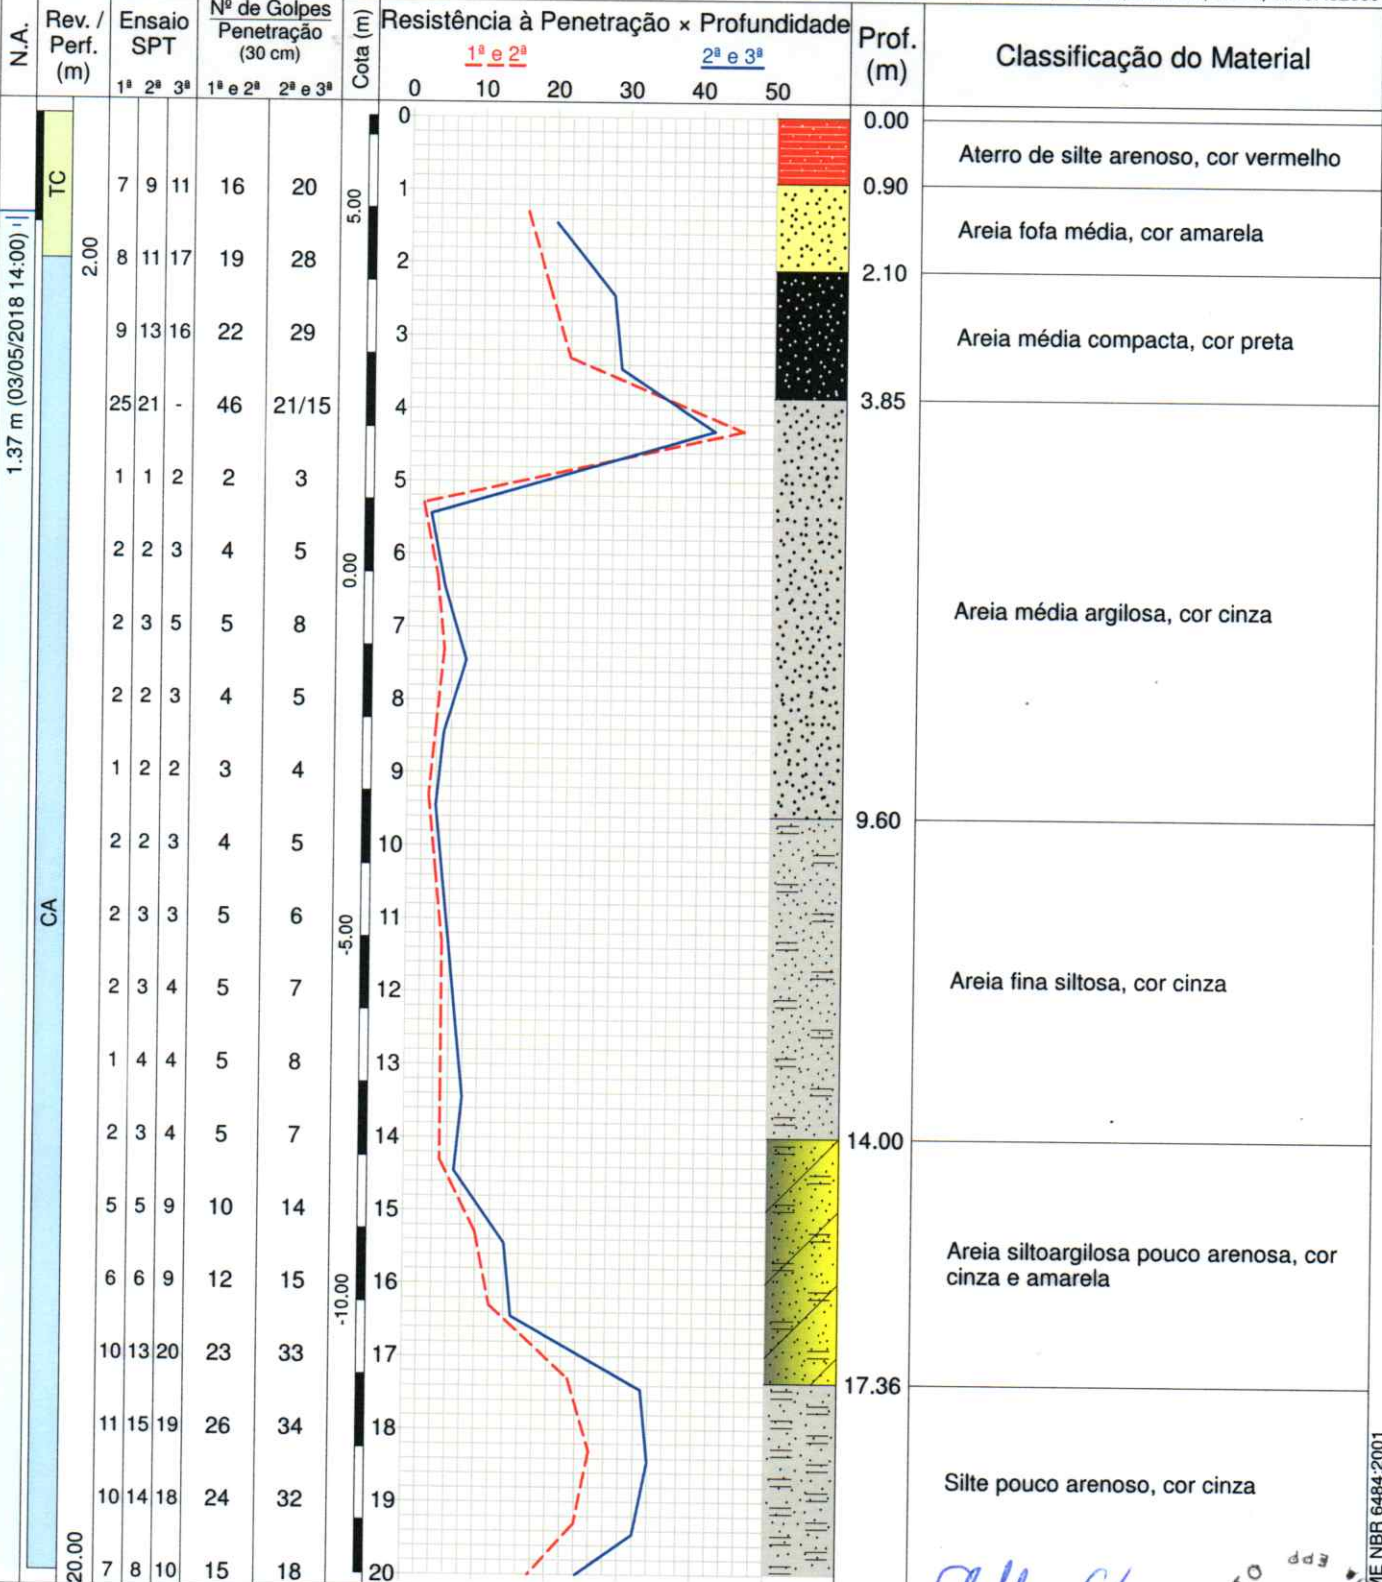 N.A.
Rev. / Perf. (m)
Ensaio SPT
1ª 2ª 3ª
Nº de Golpes
Penetração
(30 cm)
1ª e 2ª 2ª e 3ª
Cota (m)
Resistência à Penetração × Profundidade
1ª e 2ª 2ª e 3ª
0 10 20 30 40 50
Prof. (m)
Classificação do Material
0 0.00
Aterro de silte arenoso, cor vermelho
TC 7 9 11 16 20 5.00 1 0.90
Areia fofa média, cor amarela
1.37 m (03/05/2018 14:00)
2.00 8 11 17 19 28 2 2.10
9 13 16 22 29 3 Areia média compacta, cor preta
25 21 - 46 21/15 4 3.85
1 1 2 2 3 5
2 2 3 4 5 0.00 6
2 3 5 5 8 7 Areia média argilosa, cor cinza
2 2 3 4 5 8
1 2 2 3 4 9
9.60
2 2 3 4 5 10
CA 2 3 3 5 6 -5.00 11
2 3 4 5 7 12 Areia fina siltosa, cor cinza
1 4 4 5 8 13
2 3 4 5 7 14 14.00
5 5 9 10 14 15
Areia siltoargilosa pouco arenosa, cor
cinza e amarela
6 6 9 12 15 -10.00 16
10 13 20 23 33 17
17.36
11 15 19 26 34 18
Silte pouco arenoso, cor cinza
10 14 18 24 32 19
20.00 7 8 10 15 18 20
NBR 6484:2001
EPP